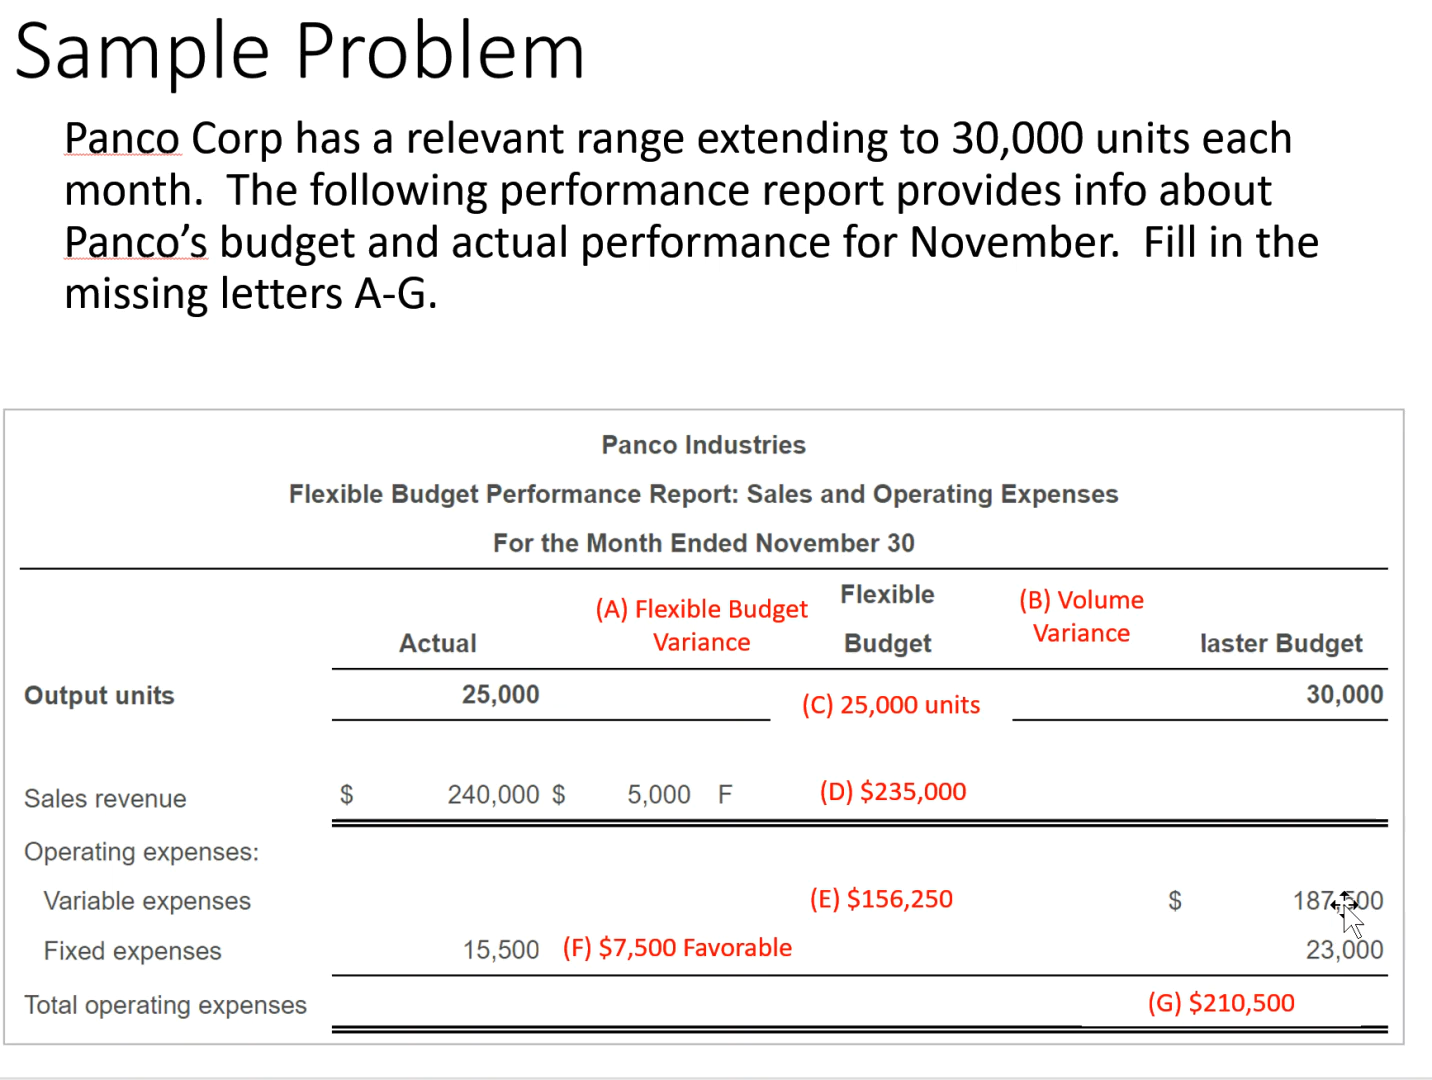 Sample Problem
Panco Corp has a relevant range extending to 30,000 units each
month. The following performance report provides info about
Panco’s budget and actual performance for November. Fill in the
missing letters A-G.
Panco Industries
Flexible Budget Performance Report: Sales and Operating Expenses
For the Month Ended November 30
Actual (A) Flexible Budget Variance Flexible Budget (B) Volume Variance laster Budget
Output units 25,000 (C) 25,000 units 30,000
Sales revenue $ 240,000 $ 5,000 F (D) $235,000
Operating expenses:
Variable expenses (E) $156,250 $ 187,500
Fixed expenses 15,500 (F) $7,500 Favorable 23,000
Total operating expenses (G) $210,500